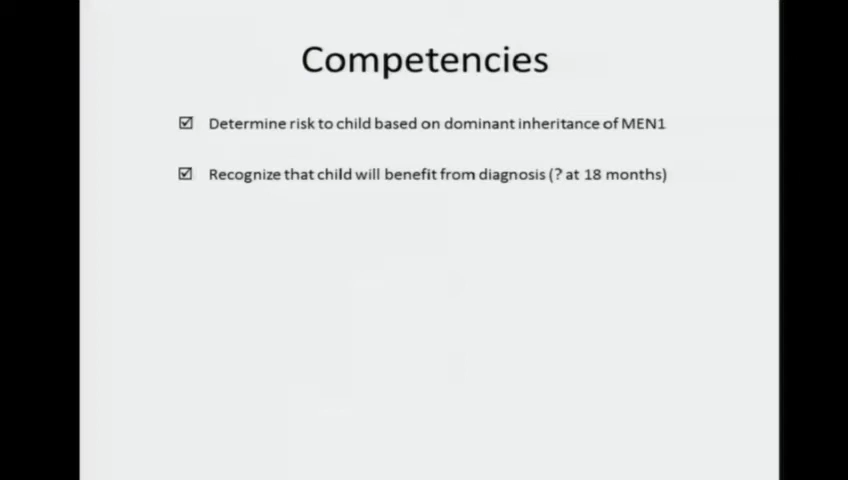 Competencies
☑ Determine risk to child based on dominant inheritance of MEN1
☑ Recognize that child will benefit from diagnosis (? at 18 months)